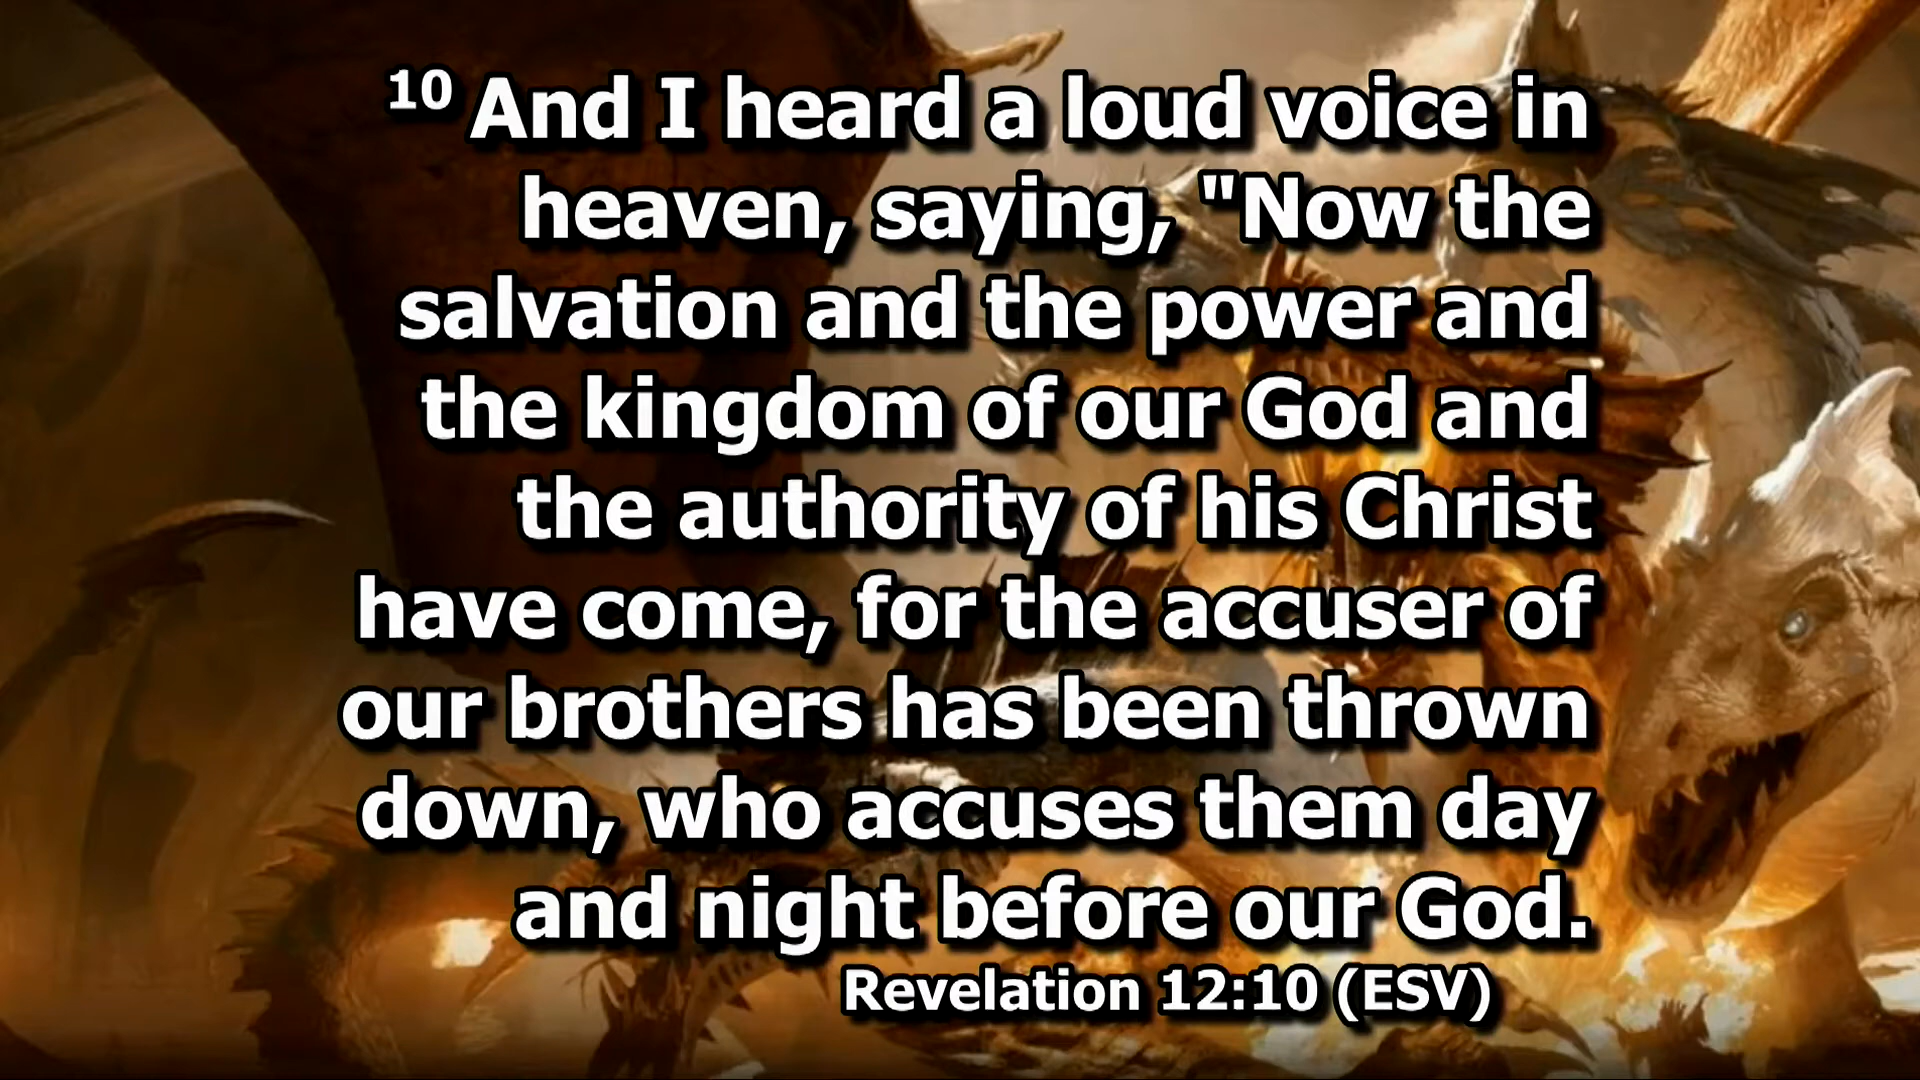 10 And I heard a loud voice in
heaven, saying, "Now the
salvation and the power and
the kingdom of our God and
the authority of his Christ
have come, for the accuser of
our brothers has been thrown
down, who accuses them day
and night before our God.
Revelation 12:10 (ESV)